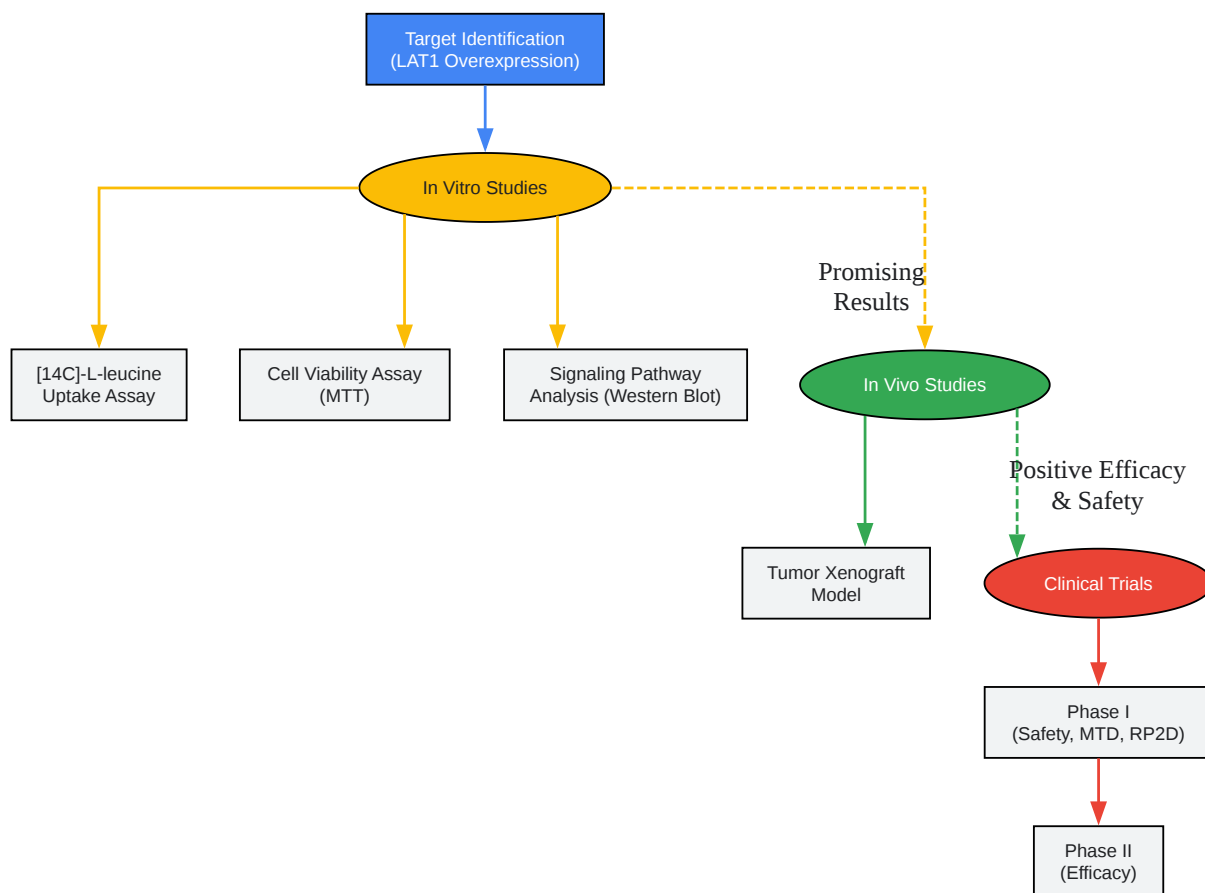 Target Identification
(LAT1 Overexpression)
In Vitro Studies
Promising
Results
[14C]-L-leucine
Uptake Assay
Cell Viability Assay
(MTT)
Signaling Pathway
Analysis (Western Blot)
In Vivo Studies
Positive Efficacy
& Safety
Tumor Xenograft
Model
Clinical Trials
Phase I
(Safety, MTD, RP2D)
Phase II
(Efficacy)